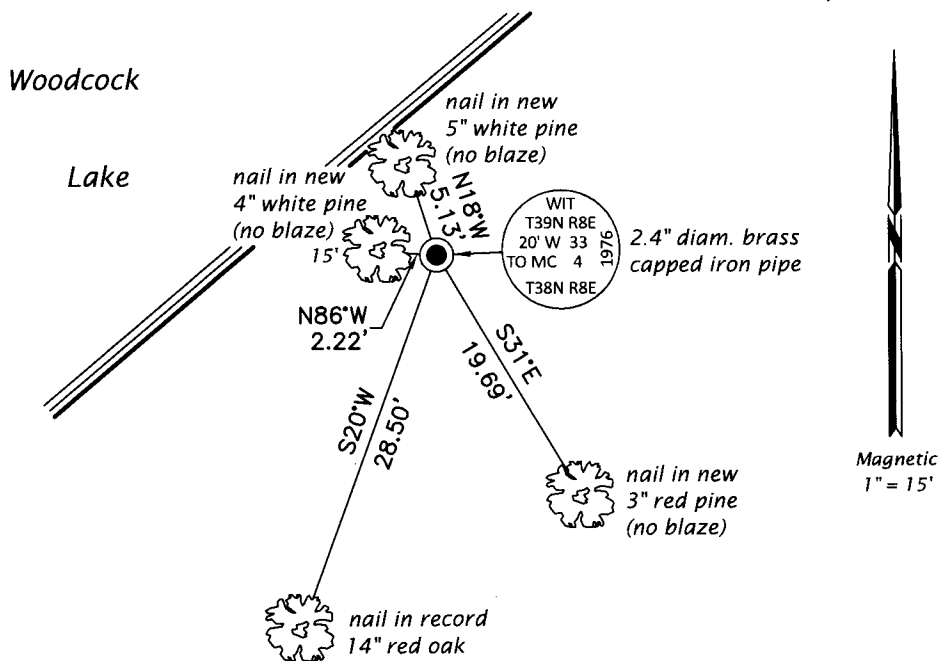 Woodcock
Lake
nail in new
5" white pine
(no blaze)
nail in new
4" white pine
(no blaze)
15'
N18°W
5.13'
WIT
T39N R8E
20' W 33
TO MC 4
T38N R8E
1976
2.4" diam. brass
capped iron pipe
N86°W
2.22'
S31°E
19.69'
S20°W
28.50'
nail in new
3" red pine
(no blaze)
nail in record
14" red oak
N
Magnetic
1" = 15'